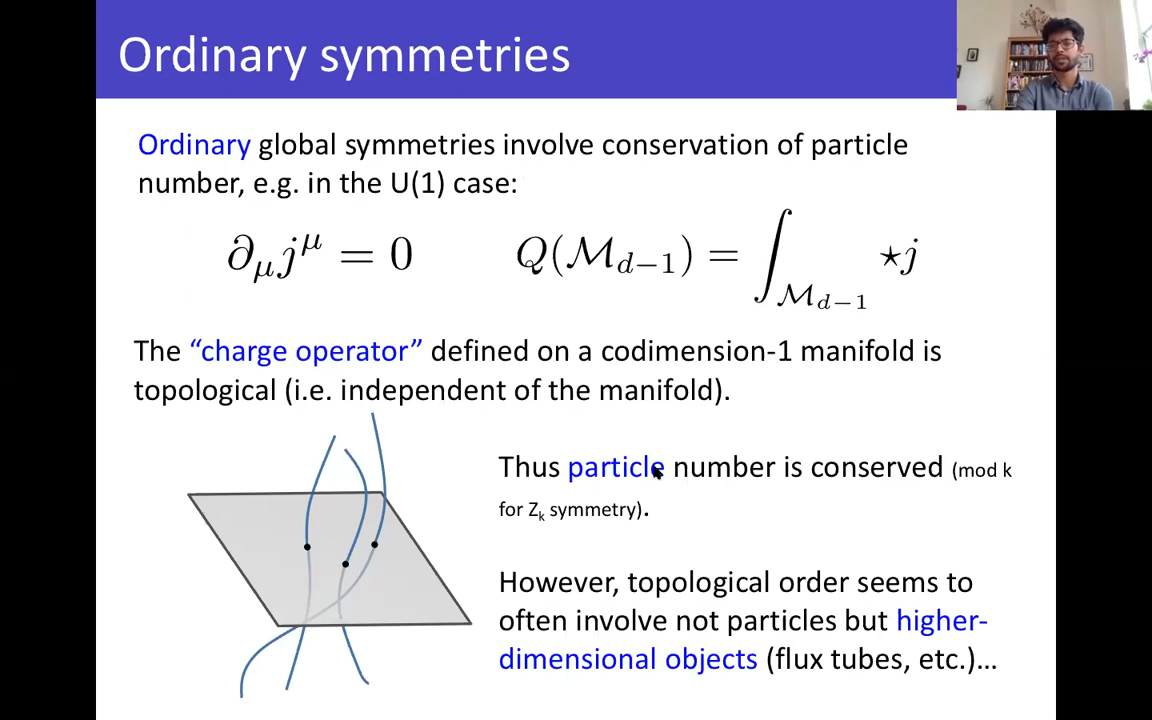 Ordinary symmetries
Ordinary global symmetries involve conservation of particle
number, e.g. in the U(1) case:
∂_μ j^μ = 0    Q(ℳ_{d−1}) = ∫_{ℳ_{d−1}} ⋆j
The “charge operator” defined on a codimension-1 manifold is
topological (i.e. independent of the manifold).
Thus particle number is conserved (mod k
for Z_k symmetry).
However, topological order seems to
often involve not particles but higher-
dimensional objects (flux tubes, etc.)…